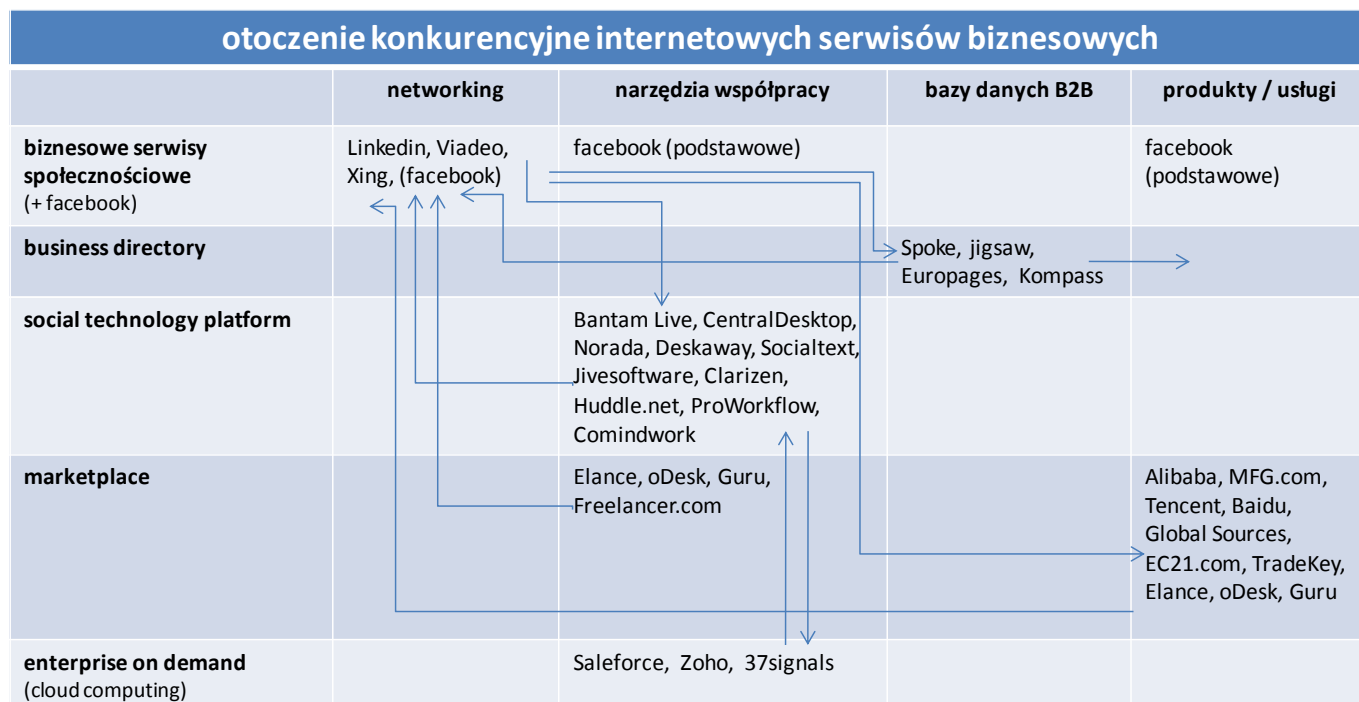 otoczenie konkurencyjne internetowych serwisów biznesowych
networking
narzędzia współpracy
bazy danych B2B
produkty / usługi
biznesowe serwisy
społecznościowe
(+ facebook)
Linkedin, Viadeo,
Xing, (facebook)
facebook (podstawowe)
facebook
(podstawowe)
business directory
Spoke, jigsaw,
Europages, Kompass
social technology platform
Bantam Live, CentralDesktop,
Norada, Deskaway, Socialtext,
Jivesoftware, Clarizen,
Huddle.net, ProWorkflow,
Comindwork
marketplace
Elance, oDesk, Guru,
Freelancer.com
Alibaba, MFG.com,
Tencent, Baidu,
Global Sources,
EC21.com, TradeKey,
Elance, oDesk, Guru
enterprise on demand
(cloud computing)
Saleforce, Zoho, 37signals